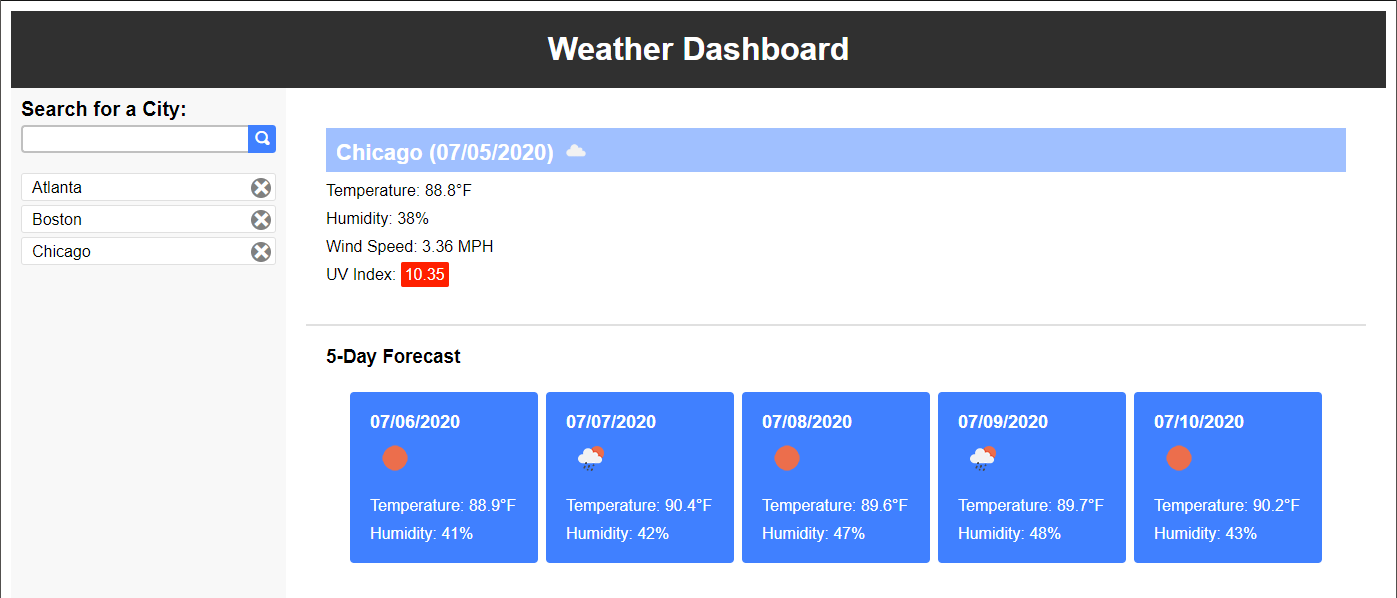 Weather Dashboard
Search for a City:
Atlanta
Boston
Chicago
Chicago (07/05/2020)
Temperature: 88.8°F
Humidity: 38%
Wind Speed: 3.36 MPH
UV Index: 10.35
5-Day Forecast
07/06/2020
Temperature: 88.9°F
Humidity: 41%
07/07/2020
Temperature: 90.4°F
Humidity: 42%
07/08/2020
Temperature: 89.6°F
Humidity: 47%
07/09/2020
Temperature: 89.7°F
Humidity: 48%
07/10/2020
Temperature: 90.2°F
Humidity: 43%